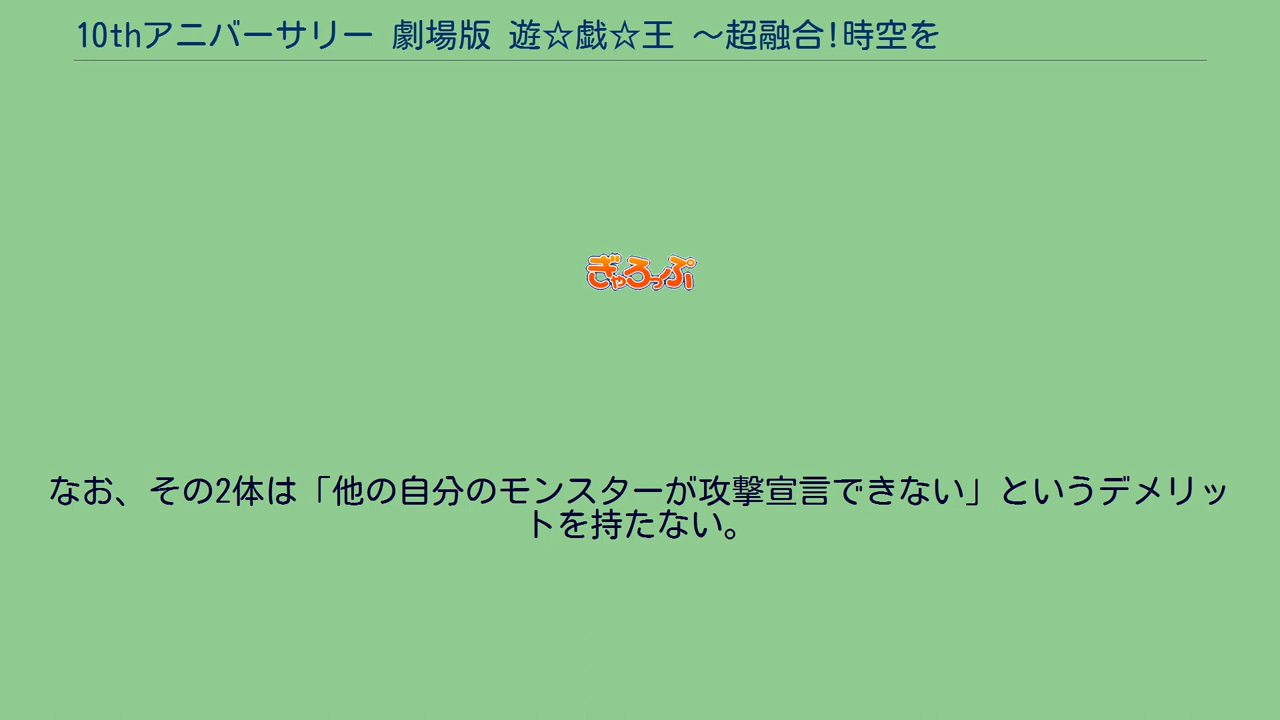 10thアニバーサリー 劇場版 遊☆戯☆王 〜超融合!時空を
ぎゃろっぷ
なお、その2体は「他の自分のモンスターが攻撃宣言できない」というデメリッ
トを持たない。